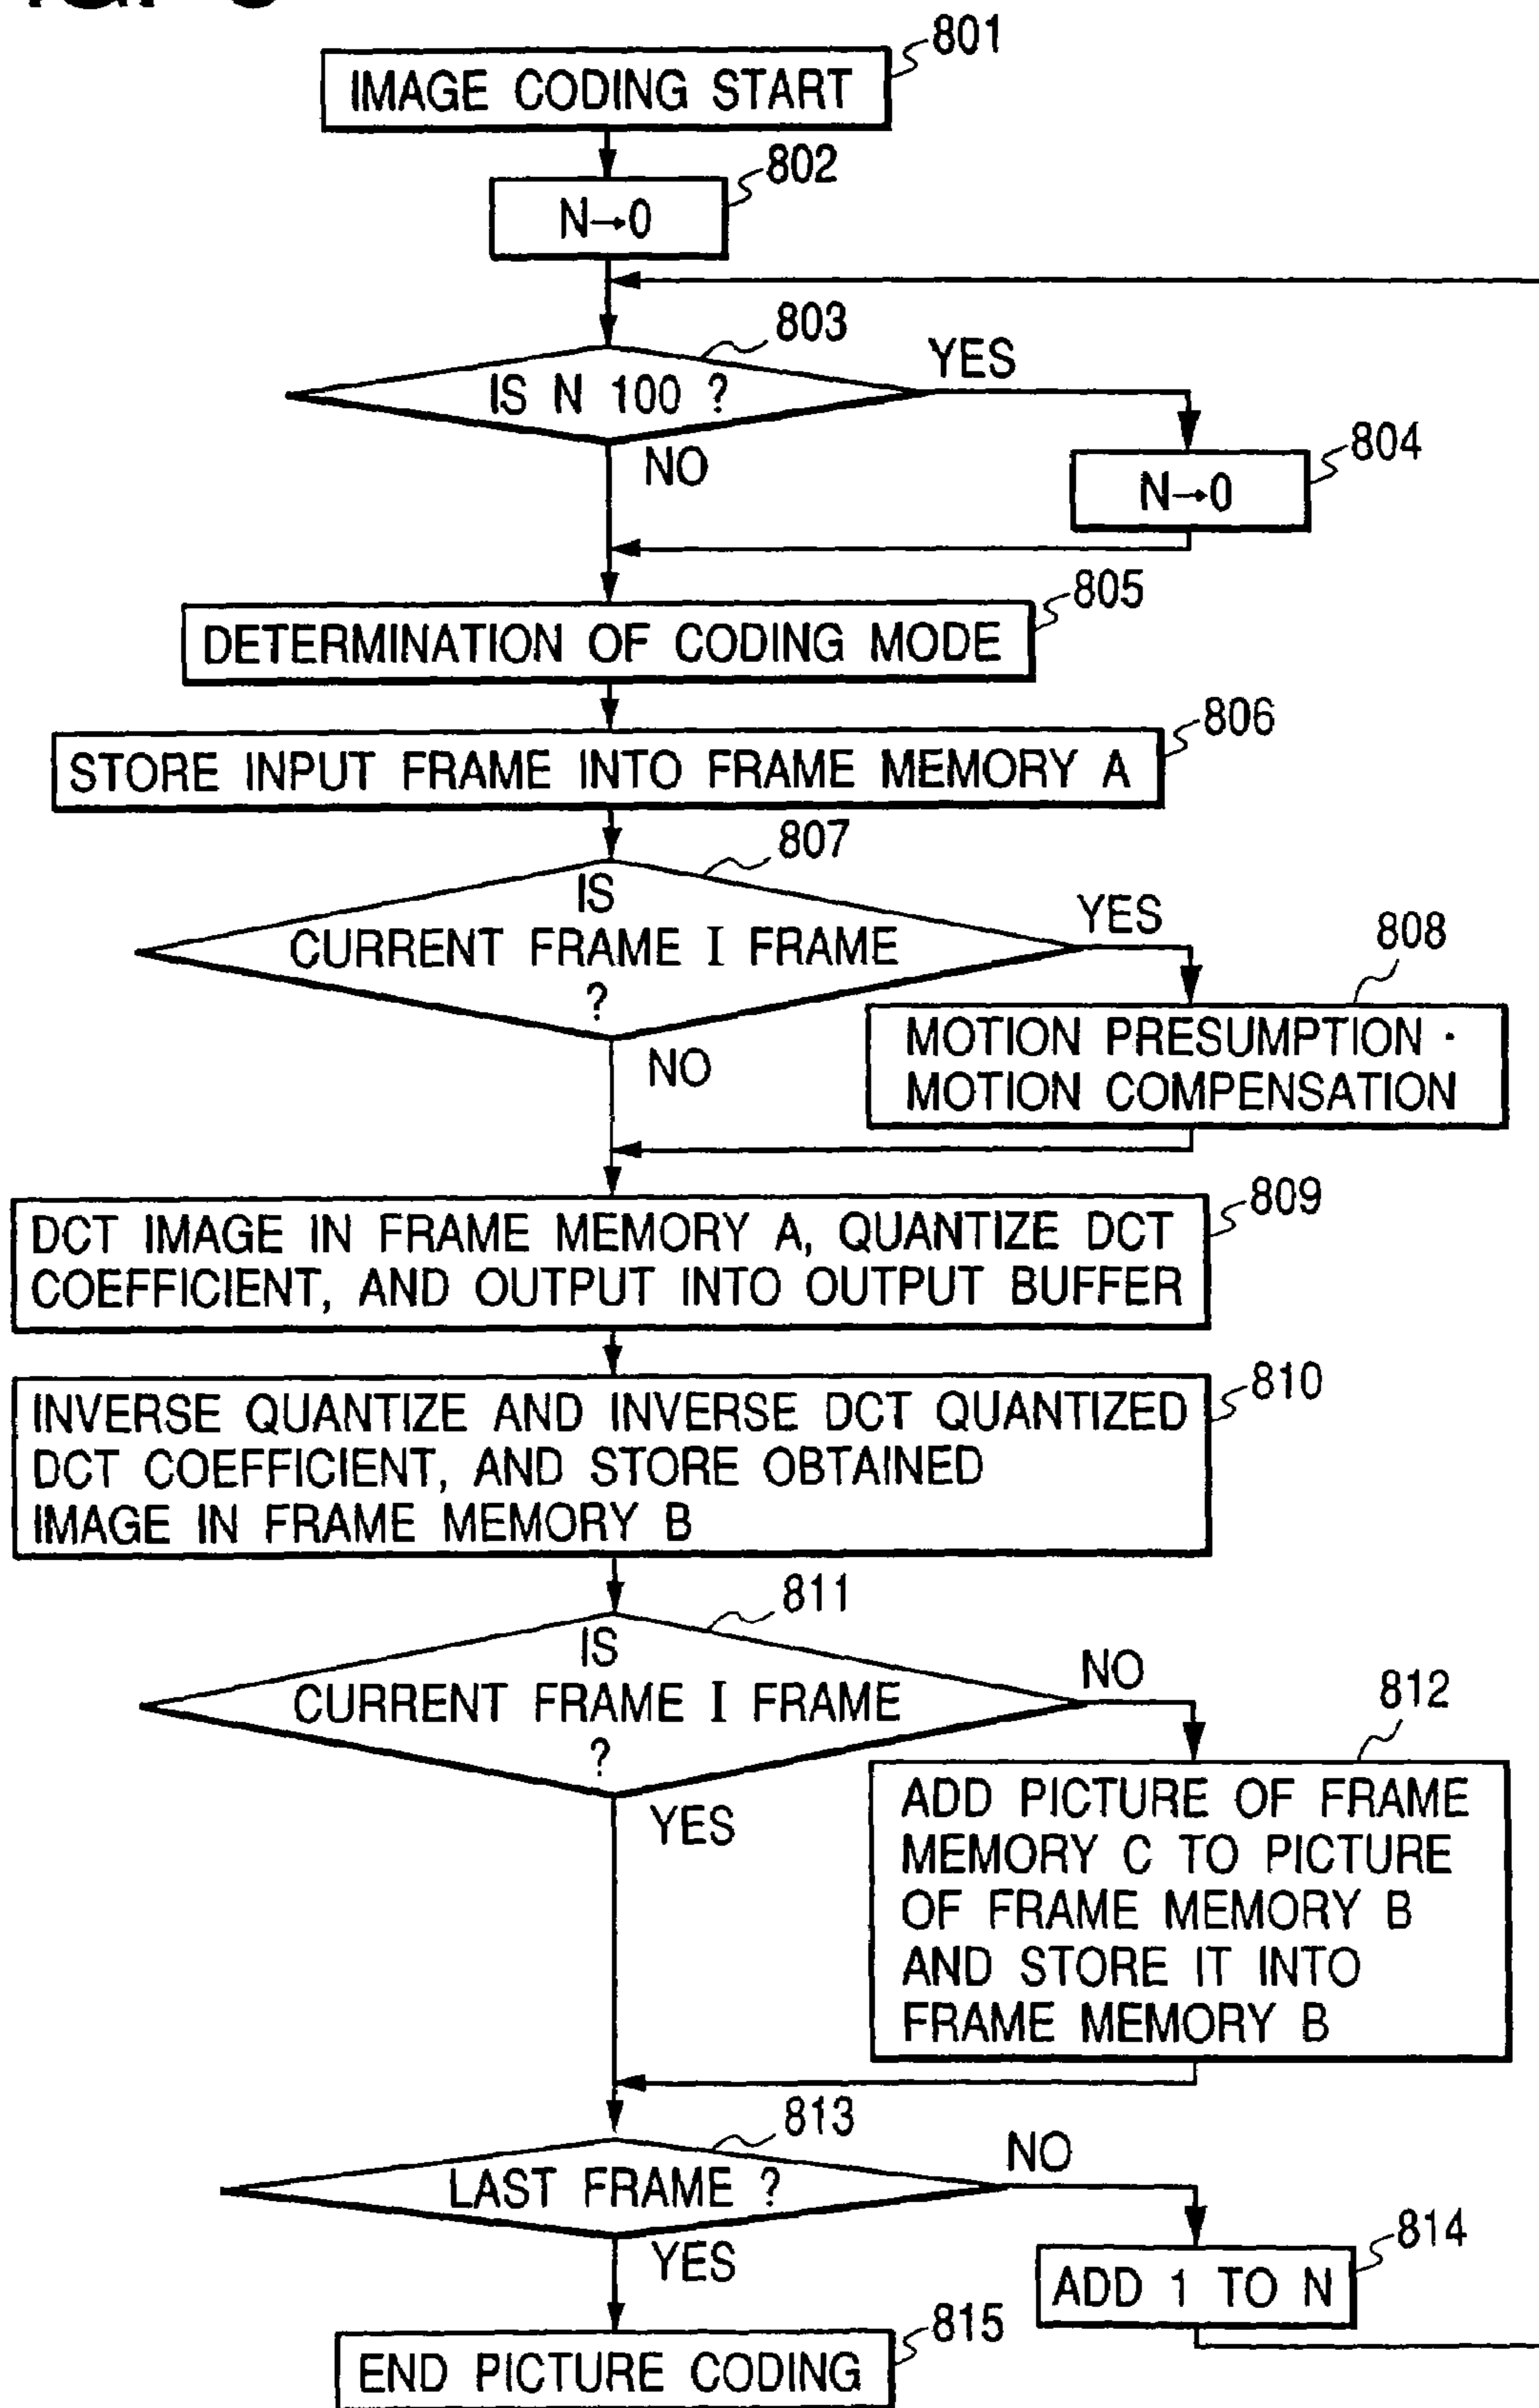 801
IMAGE CODING START
802
N→0
803
IS N 100 ?
YES
NO
804
N→0
805
DETERMINATION OF CODING MODE
806
STORE INPUT FRAME INTO FRAME MEMORY A
807
IS
CURRENT FRAME I FRAME
?
YES
NO
808
MOTION PRESUMPTION ·
MOTION COMPENSATION
809
DCT IMAGE IN FRAME MEMORY A, QUANTIZE DCT
COEFFICIENT, AND OUTPUT INTO OUTPUT BUFFER
810
INVERSE QUANTIZE AND INVERSE DCT QUANTIZED
DCT COEFFICIENT, AND STORE OBTAINED
IMAGE IN FRAME MEMORY B
811
IS
CURRENT FRAME I FRAME
?
NO
YES
812
ADD PICTURE OF FRAME
MEMORY C TO PICTURE
OF FRAME MEMORY B
AND STORE IT INTO
FRAME MEMORY B
813
LAST FRAME ?
NO
YES
814
ADD 1 TO N
815
END PICTURE CODING